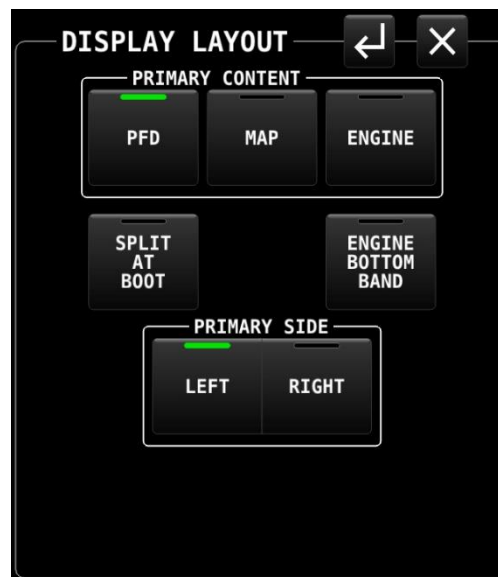 DISPLAY LAYOUT
PRIMARY CONTENT
PFD
MAP
ENGINE
SPLIT
AT
BOOT
ENGINE
BOTTOM
BAND
PRIMARY SIDE
LEFT
RIGHT